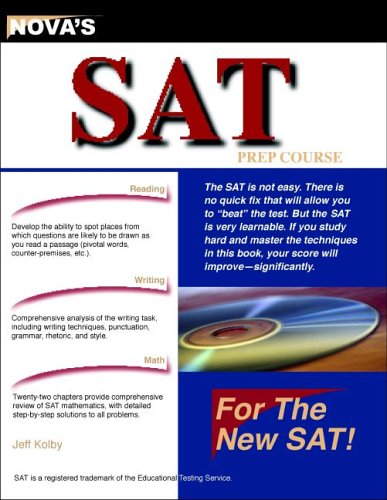 NOVA'S
SAT
PREP COURSE
Reading
Develop the ability to spot places from
which questions are likely to be drawn as
you read a passage (pivotal words,
counter-premises, etc.).
Writing
Comprehensive analysis of the writing task,
including writing techniques, punctuation,
grammar, rhetoric, and style.
Math
Twenty-two chapters provide comprehensive
review of SAT mathematics, with detailed
step-by-step solutions to all problems.
Jeff Kolby
The SAT is not easy. There is
no quick fix that will allow you
to “beat” the test. But the SAT
is very learnable. If you study
hard and master the techniques
in this book, your score will
improve—significantly.
For The
New SAT!
SAT is a registered trademark of the Educational Testing Service.